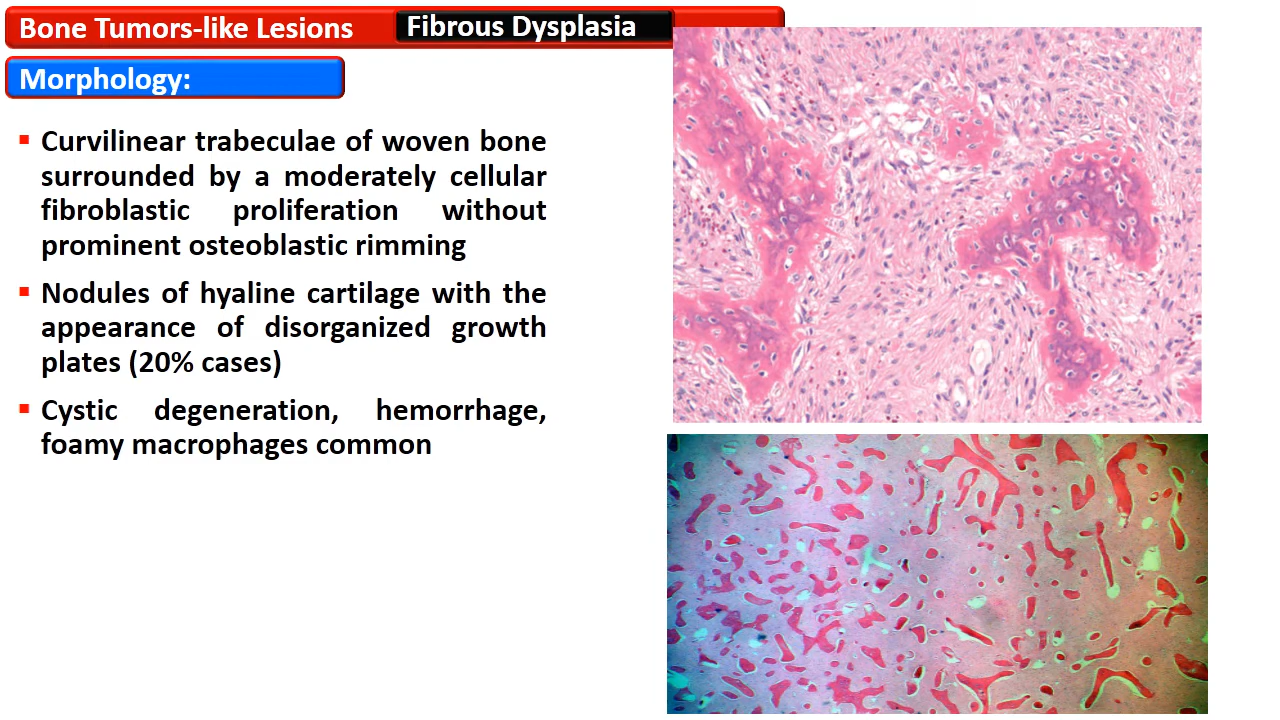 Bone Tumors-like Lesions Fibrous Dysplasia
Morphology:
▪ Curvilinear trabeculae of woven bone
surrounded by a moderately cellular
fibroblastic proliferation without
prominent osteoblastic rimming
▪ Nodules of hyaline cartilage with the
appearance of disorganized growth
plates (20% cases)
▪ Cystic degeneration, hemorrhage,
foamy macrophages common